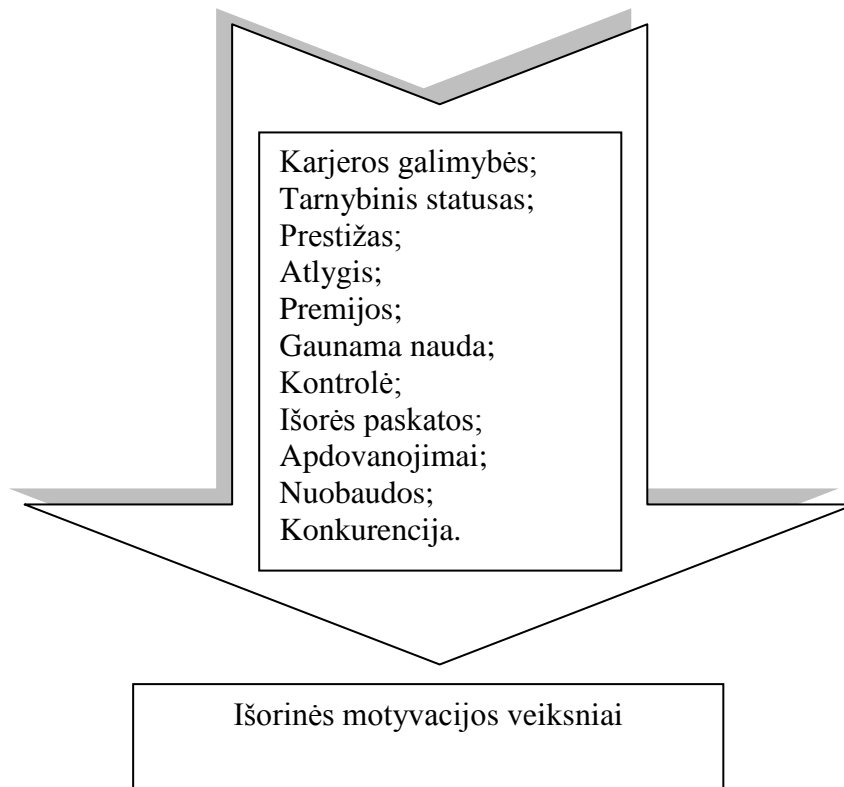 Karjeros galimybės;
Tarnybinis statusas;
Prestižas;
Atlygis;
Premijos;
Gaunama nauda;
Kontrolė;
Išorės paskatos;
Apdovanojimai;
Nuobaudos;
Konkurencija.
Išorinės motyvacijos veiksniai